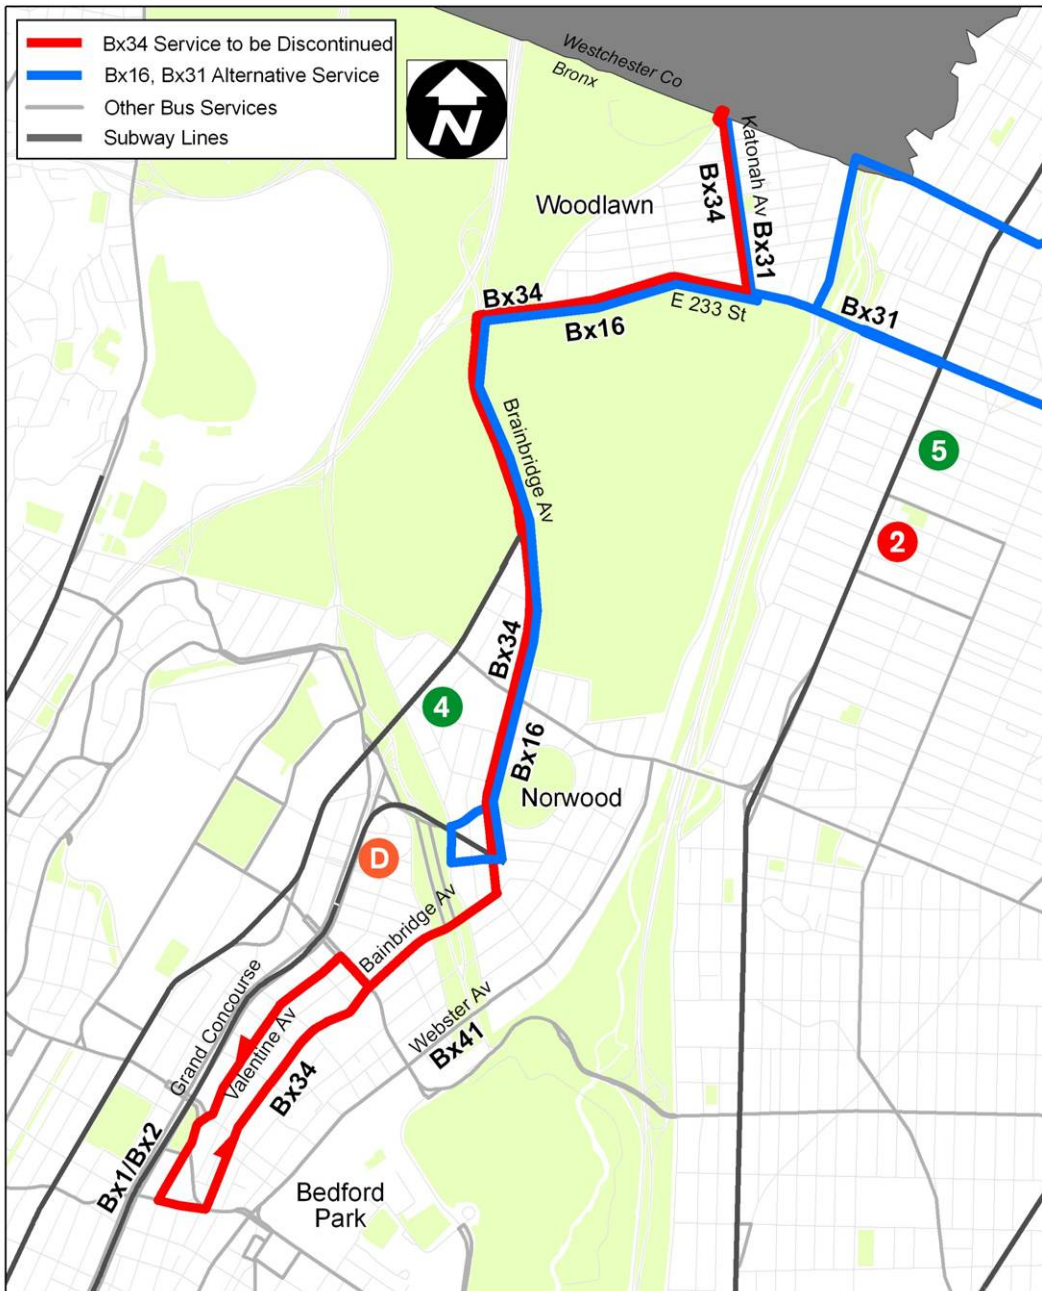 Bx34 Service to be Discontinued
Bx16, Bx31 Alternative Service
Other Bus Services
Subway Lines
N
Westchester Co
Bronx
Katonah Av
Bx34
Bx31
Woodlawn
Bx34
Bx16
E 233 St
Bx31
Brainbridge Av
5
2
Bx34
4
Bx16
Norwood
D
Bainbridge Av
Grand Concourse
Valentine Av
Webster Av
Bx41
Bx34
Bx1/Bx2
Bedford
Park